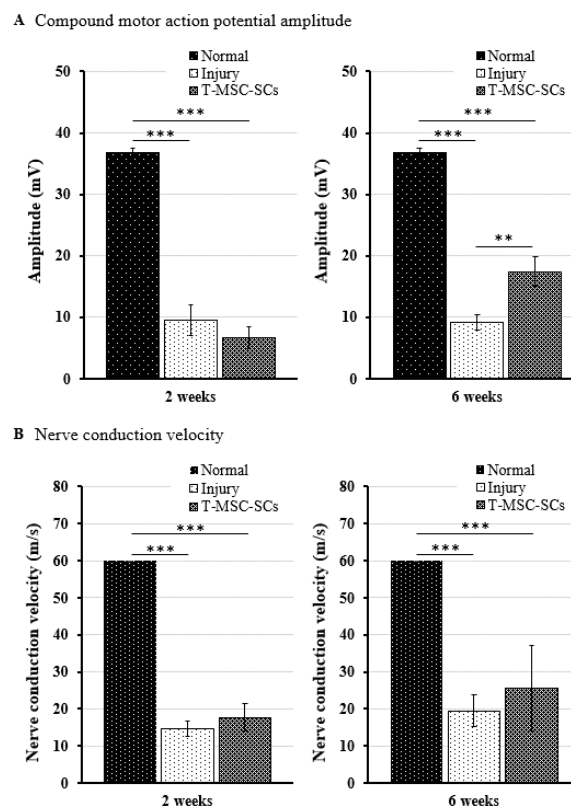 A Compound motor action potential amplitude
Normal
Injury
T-MSC-SCs
***
***
50
40
30
20
10
0
Amplitude (mV)
2 weeks
Normal
Injury
T-MSC-SCs
***
***
**
50
40
30
20
10
0
Amplitude (mV)
6 weeks
B Nerve conduction velocity
Normal
Injury
T-MSC-SCs
***
***
80
70
60
50
40
30
20
10
0
Nerve conduction velocity (m/s)
2 weeks
Normal
Injury
T-MSC-SCs
***
***
80
70
60
50
40
30
20
10
0
Nerve conduction velocity (m/s)
6 weeks